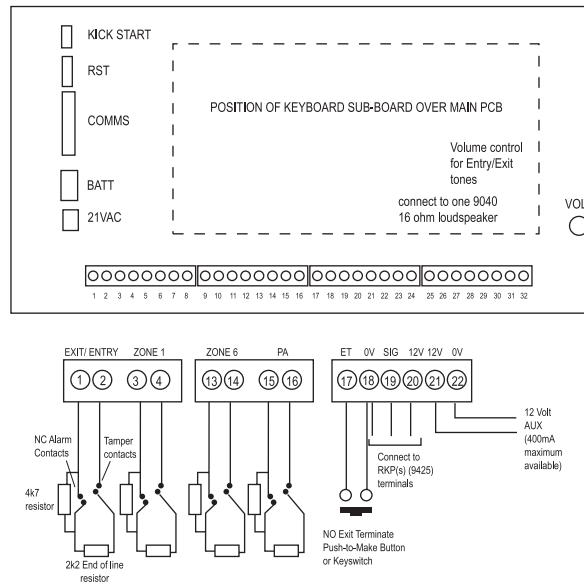 KICK START
RST
COMMS
BATT
21VAC
POSITION OF KEYBOARD SUB-BOARD OVER MAIN PCB
Volume control
for Entry/Exit
tones
connect to one 9040
16 ohm loudspeaker
VOL
1 2 3 4 5 6 7 8 9 10 11 12 13 14 15 16 17 18 19 20 21 22 23 24 25 26 27 28 29 30 31 32
EXIT/ ENTRY ZONE 1 ZONE 6 PA ET 0V SIG 12V 12V 0V
1 2 3 4 13 14 15 16 17 18 19 20 21 22
NC Alarm
Contacts
Tamper
contacts
4k7
resistor
2k2 End of line
resistor
Connect to
RKP(s) (9425)
terminals
12 Volt
AUX
(400mA
maximum
available)
NO Exit Terminate
Push-to-Make Button
or Keyswitch